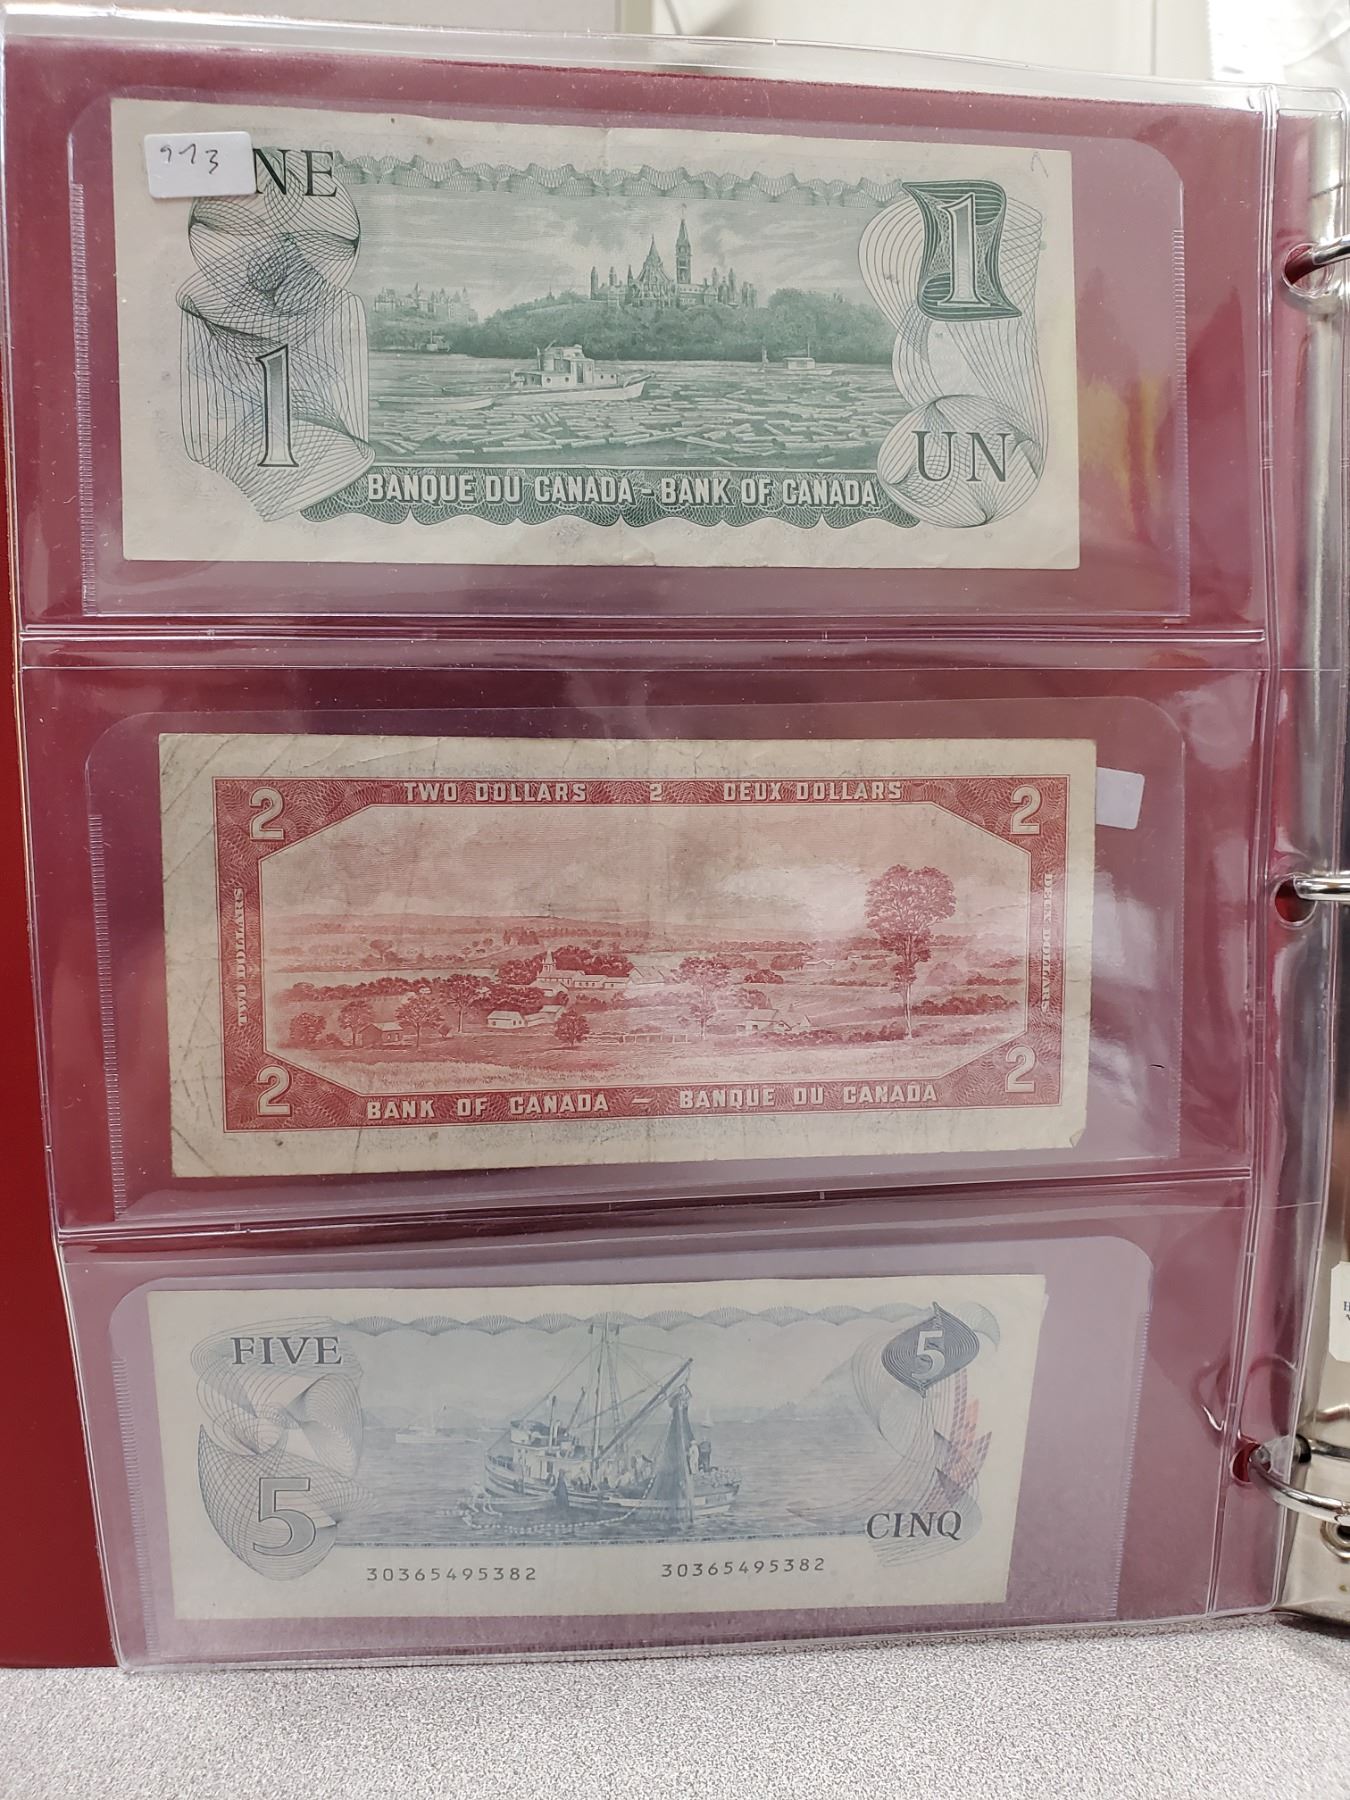 973
NE
1
1
UN
BANQUE DU CANADA - BANK OF CANADA
TWO DOLLARS 2 DEUX DOLLARS
2
2
TWO DOLLARS
DEUX DOLLARS
2
2
BANK OF CANADA — BANQUE DU CANADA
FIVE
5
5
CINQ
30365495382
30365495382
H